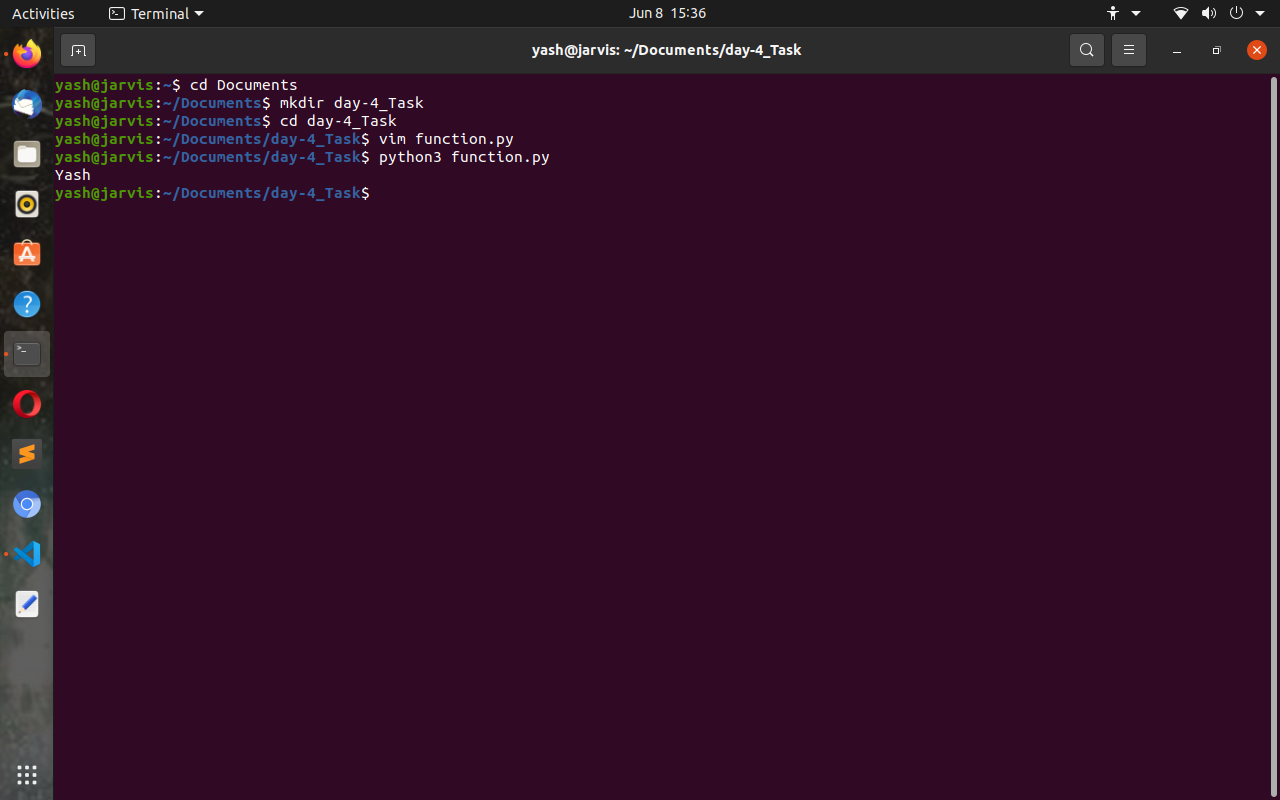 Activities Terminal Jun 8 15:36
yash@jarvis: ~/Documents/day-4_Task
yash@jarvis:~$ cd Documents
yash@jarvis:~/Documents$ mkdir day-4_Task
yash@jarvis:~/Documents$ cd day-4_Task
yash@jarvis:~/Documents/day-4_Task$ vim function.py
yash@jarvis:~/Documents/day-4_Task$ python3 function.py
Yash
yash@jarvis:~/Documents/day-4_Task$